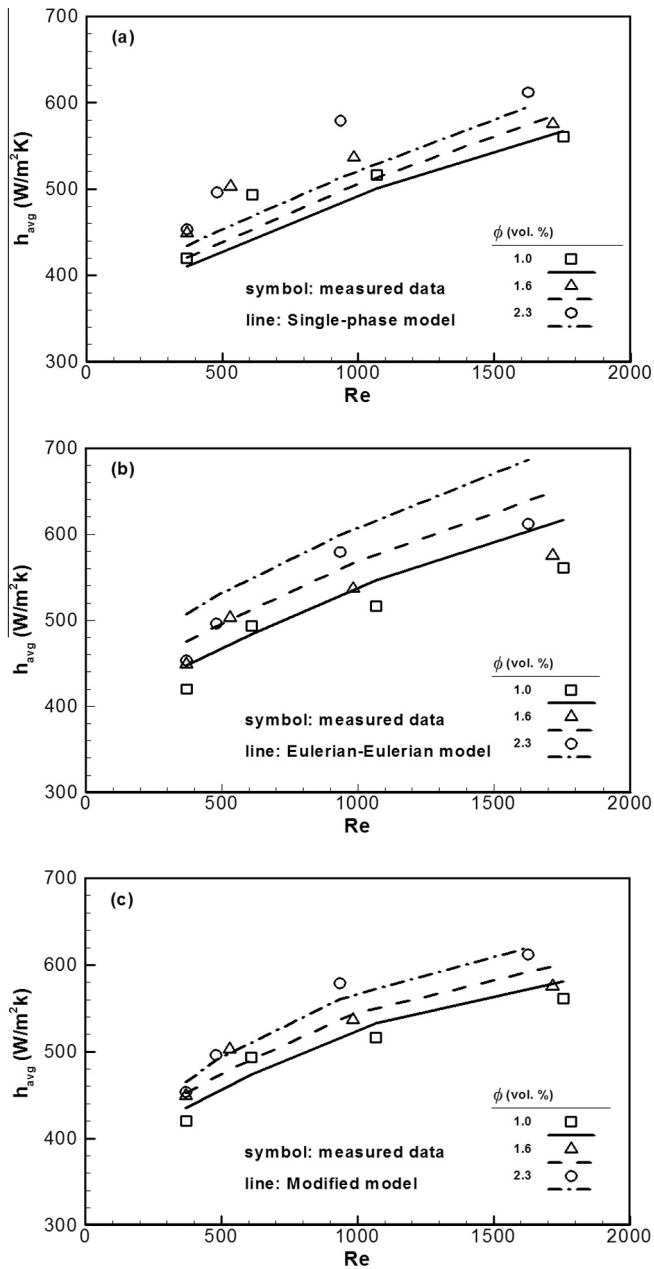 700
(a)
600
500
400
300
h_avg (W/m²K)
ϕ (vol. %)
1.0
1.6
2.3
symbol: measured data
line: Single-phase model
0 500 1000 1500 2000
Re
700
(b)
600
500
400
300
h_avg (W/m²k)
ϕ (vol. %)
1.0
1.6
2.3
symbol: measured data
line: Eulerian-Eulerian model
0 500 1000 1500 2000
Re
700
(c)
600
500
400
300
h_avg (W/m²k)
ϕ (vol. %)
1.0
1.6
2.3
symbol: measured data
line: Modified model
0 500 1000 1500 2000
Re